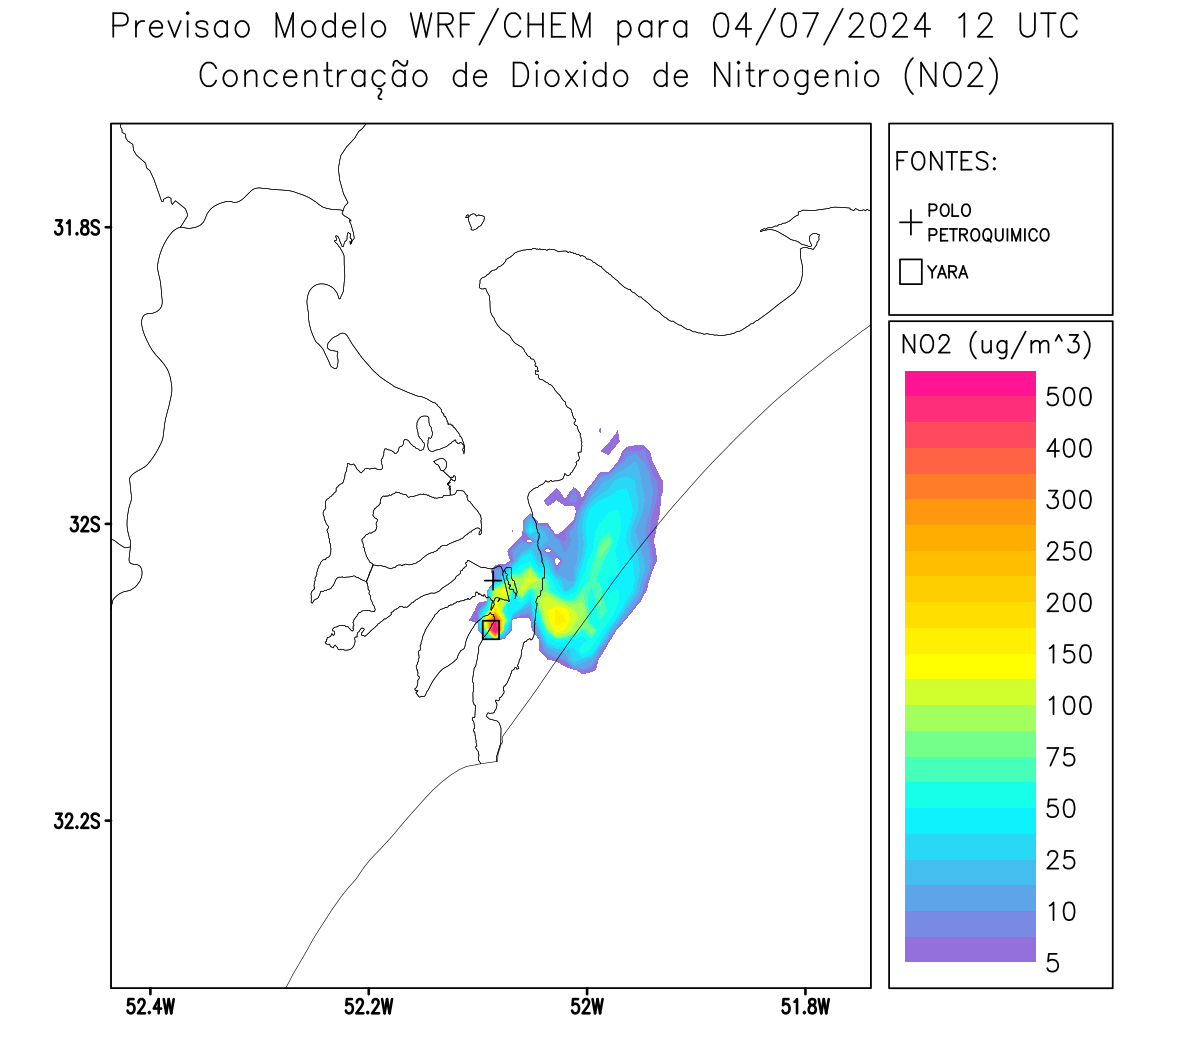 Previsao Modelo WRF/CHEM para 04/07/2024 12 UTC
Concentração de Dioxido de Nitrogenio (NO2)
FONTES:
POLO
PETROQUIMICO
YARA
31.8S
32S
32.2S
52.4W
52.2W
52W
51.8W
NO2 (ug/m^3)
500
400
300
250
200
150
100
75
50
25
10
5